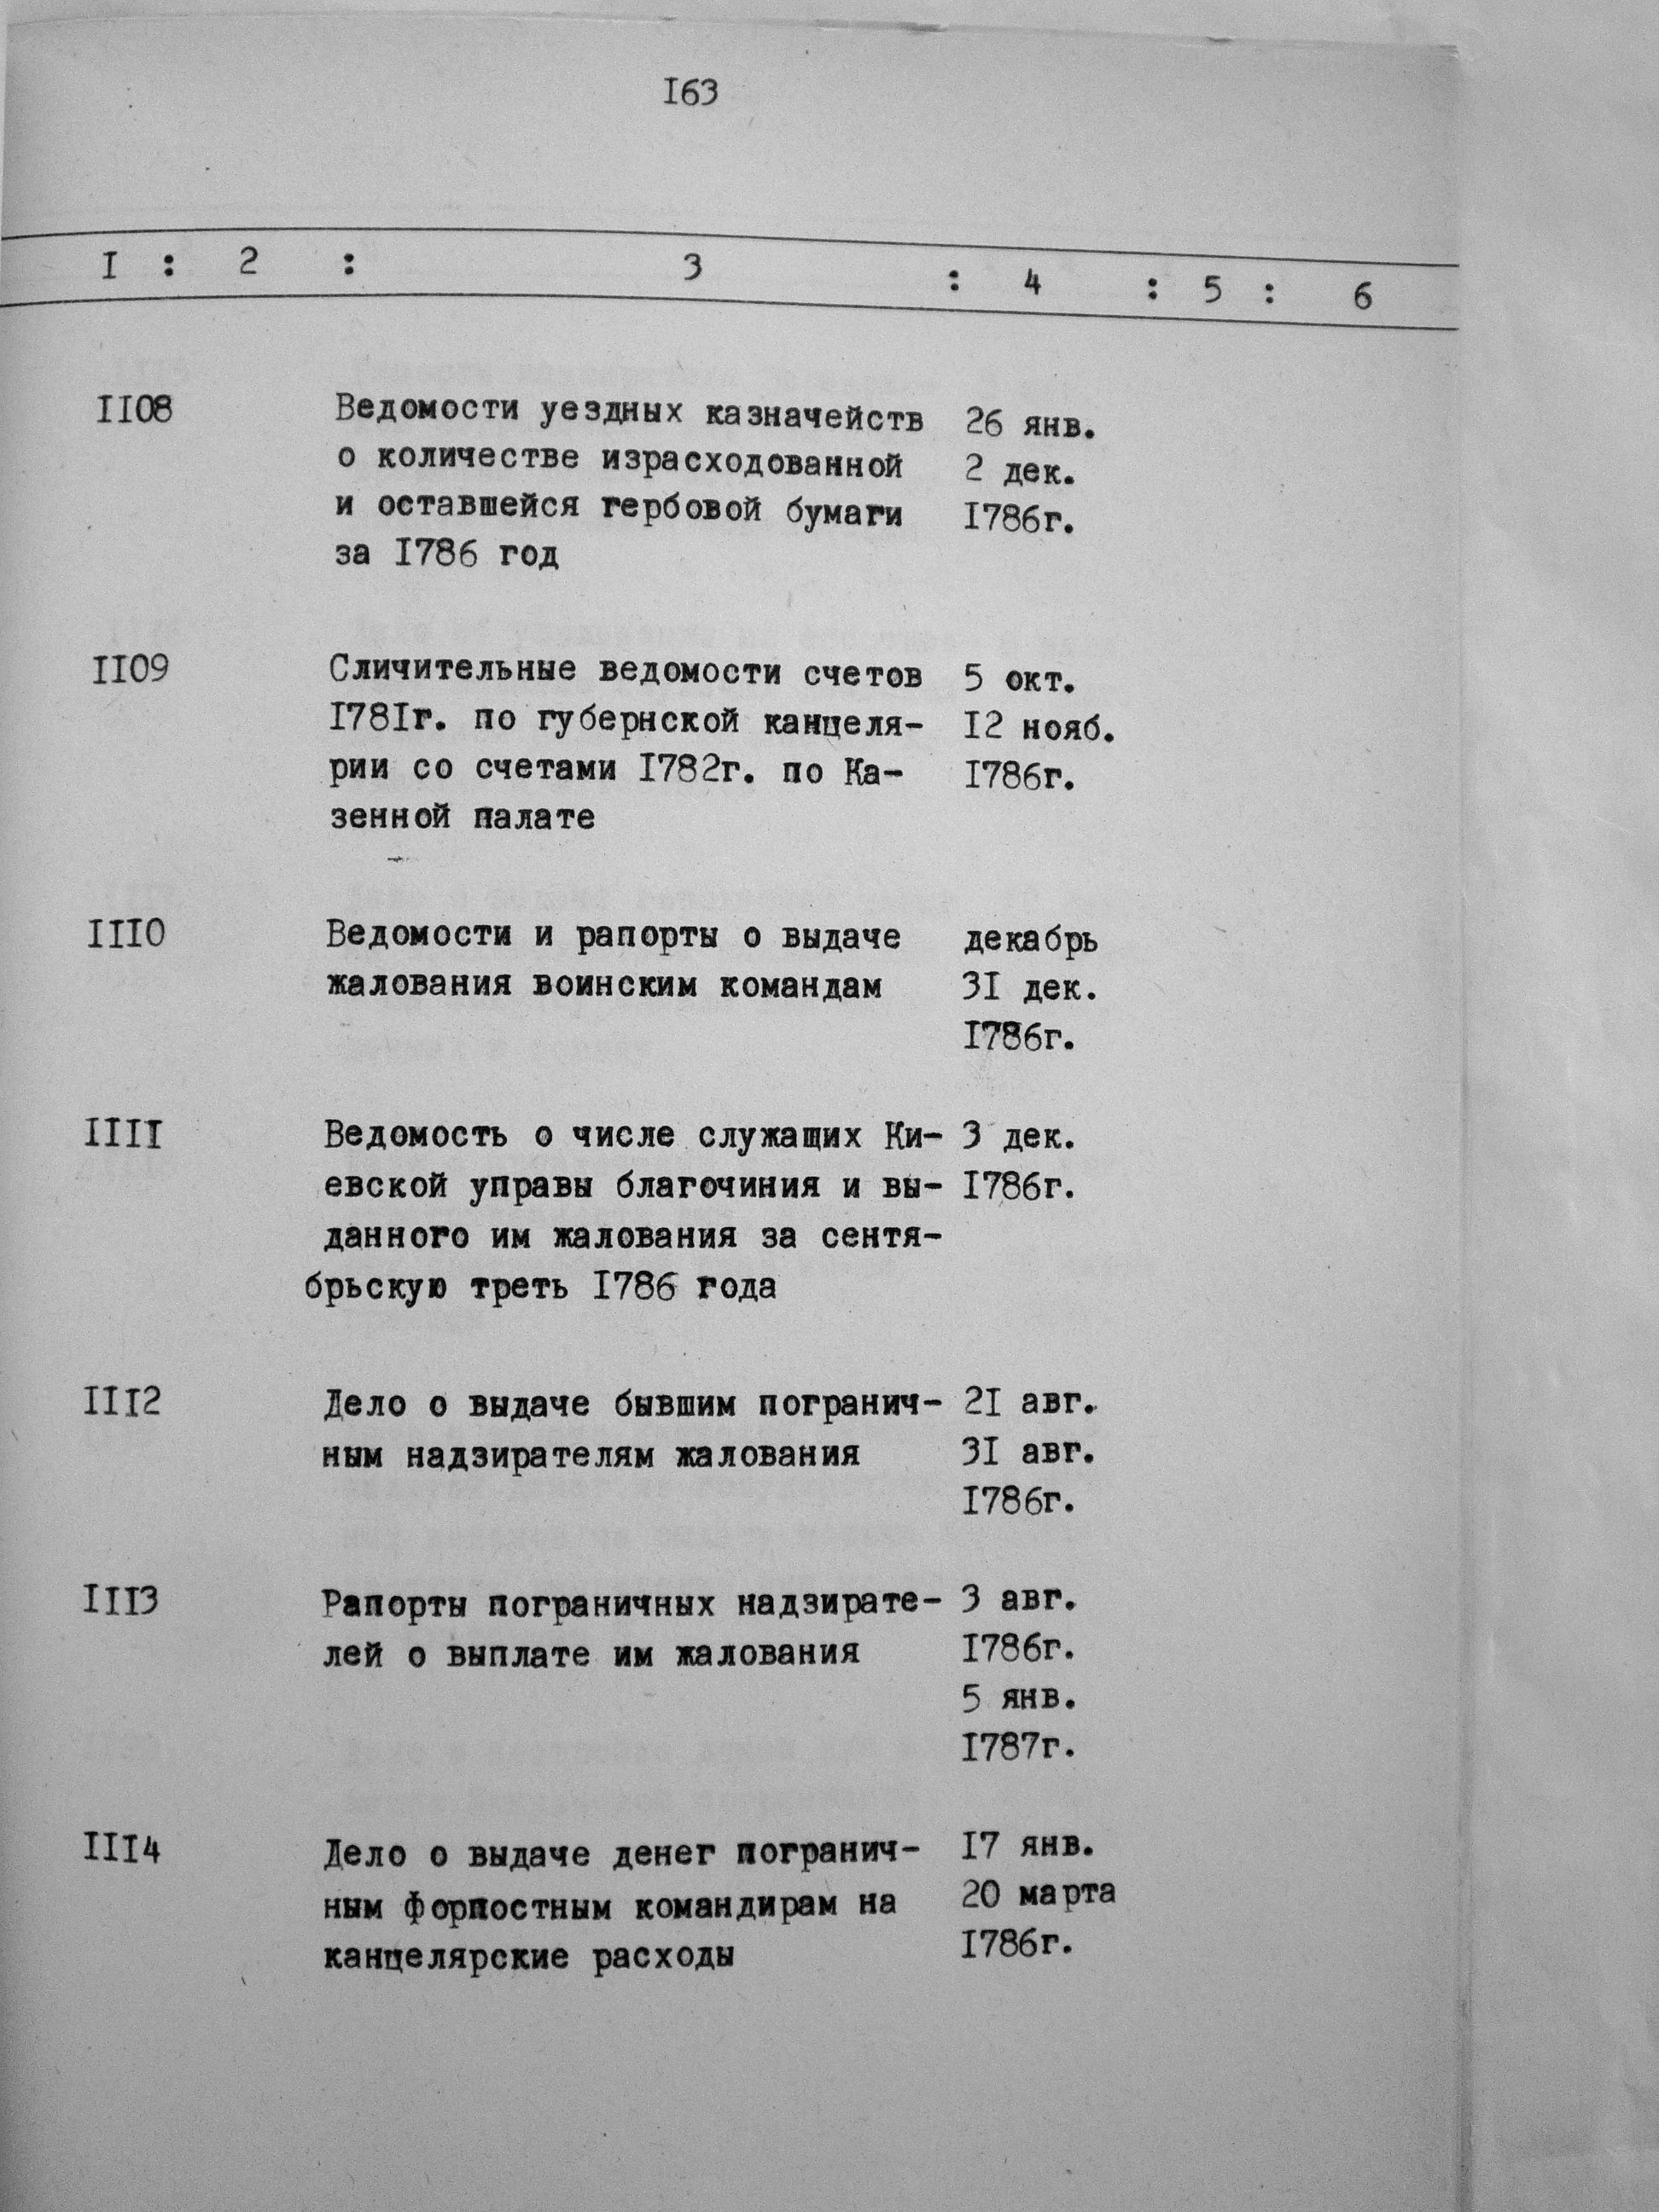 163
1 : 2 : 3 : 4 : 5 : 6
1108 Ведомости уездных казначейств 26 янв.
о количестве израсходованной 2 дек.
и оставшейся гербовой бумаги 1786г.
за 1786 год
1109 Сличительные ведомости счетов 5 окт.
1781г. по губернской канцеля- 12 нояб.
рии со счетами 1782г. по Ка- 1786г.
зенной палате
1110 Ведомости и рапорты о выдаче декабрь
жалования воинским командам 31 дек.
1786г.
1111 Ведомость о числе служащих Ки- 3 дек.
евской управы благочиния и вы- 1786г.
данного им жалования за сентя-
брьскую треть 1786 года
1112 Дело о выдаче бывшим погранич- 21 авг.
ным надзирателям жалования 31 авг.
1786г.
1113 Рапорты пограничных надзирате- 3 авг.
лей о выплате им жалования 1786г.
5 янв.
1787г.
1114 Дело о выдаче денег погранич- 17 янв.
ным форпостным командирам на 20 марта
канцелярские расходы 1786г.